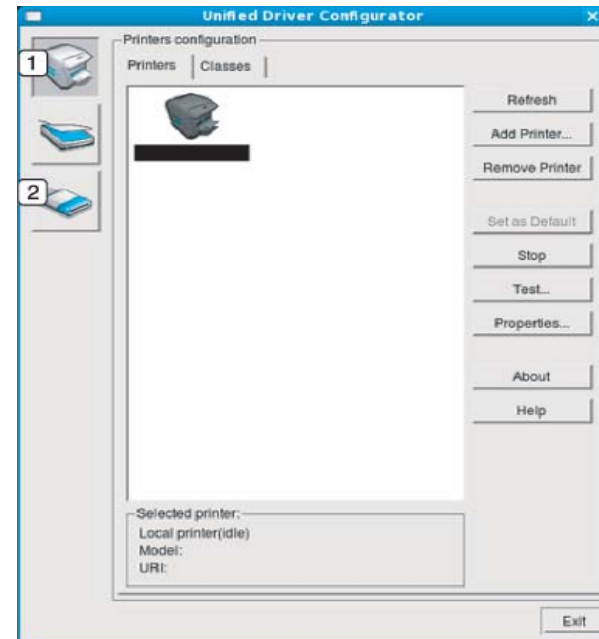 Unified Driver Configurator
Printers configuration
1
Printers Classes
Refresh
Add Printer...
Remove Printer
2
Set as Default
Stop
Test...
Properties...
About
Help
Selected printer:
Local printer(idle)
Model:
URI:
Exit